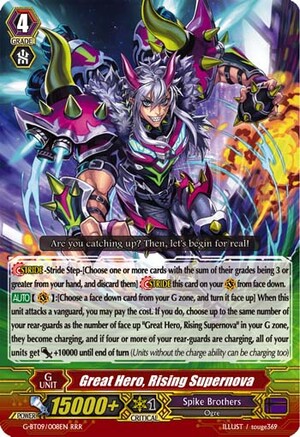 4
GRADE
Are you catching up? Then, let's begin for real!
STRIDE -Stride Step-[Choose one or more cards with the sum of their grades being 3 or
greater from your hand, and discard them] STRIDE this card on your from face down.
AUTO [1]:[Choose a face down card from your G zone, and turn it face up] When this
unit attacks a vanguard, you may pay the cost. If you do, choose up to the same number
of your rear-guards as the number of face up "Great Hero, Rising Supernova" in your G zone,
they become charging, and if four or more of your rear-guards are charging, all of your
units get +10000 until end of turn (Units without the charge ability can be charging too)
G
UNIT
Great Hero, Rising Supernova
POWER
15000+
1
CRITICAL
Spike Brothers
Ogre
G-BT09/008EN RRR
ILLUST / touge369